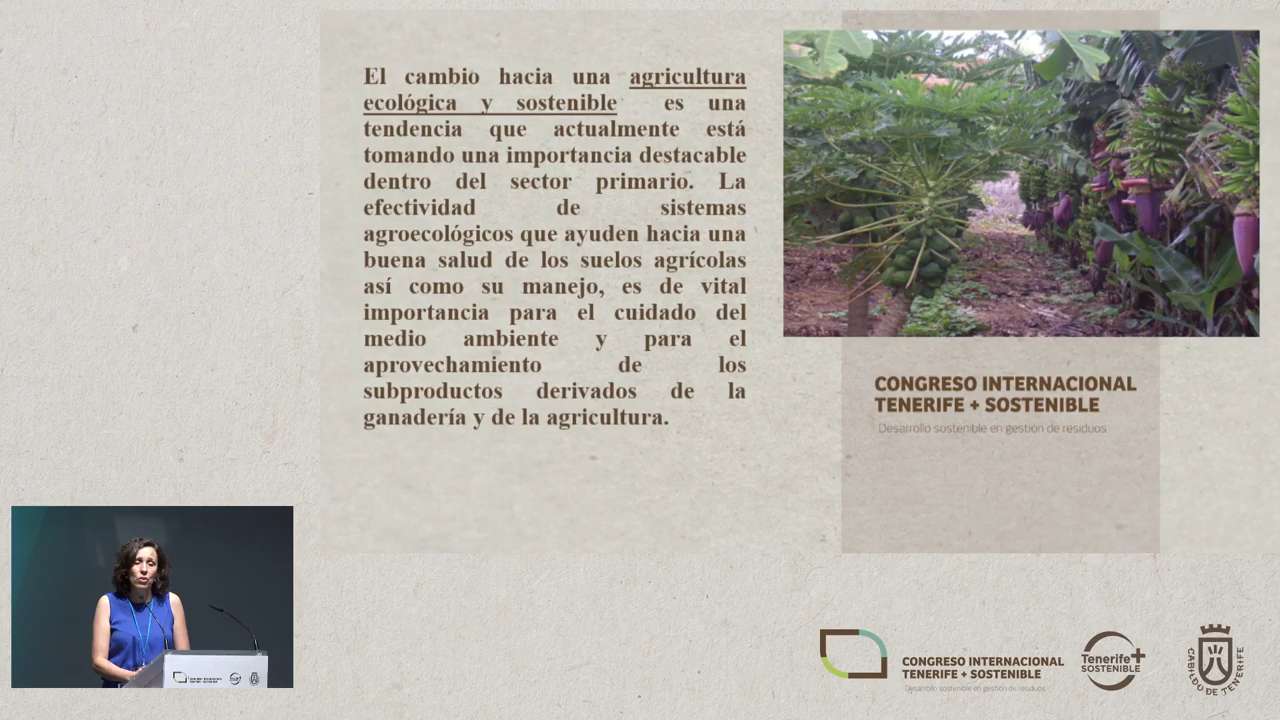 El cambio hacia una agricultura
ecológica y sostenible es una
tendencia que actualmente está
tomando una importancia destacable
dentro del sector primario. La
efectividad de sistemas
agroecológicos que ayuden hacia una
buena salud de los suelos agrícolas
así como su manejo, es de vital
importancia para el cuidado del
medio ambiente y para el
aprovechamiento de los
subproductos derivados de la
ganadería y de la agricultura.
CONGRESO INTERNACIONAL
TENERIFE + SOSTENIBLE
Desarrollo sostenible en gestión de residuos
CONGRESO INTERNACIONAL
TENERIFE + SOSTENIBLE
Desarrollo sostenible en gestión de residuos
Tenerife+
SOSTENIBLE
CABILDO DE TENERIFE